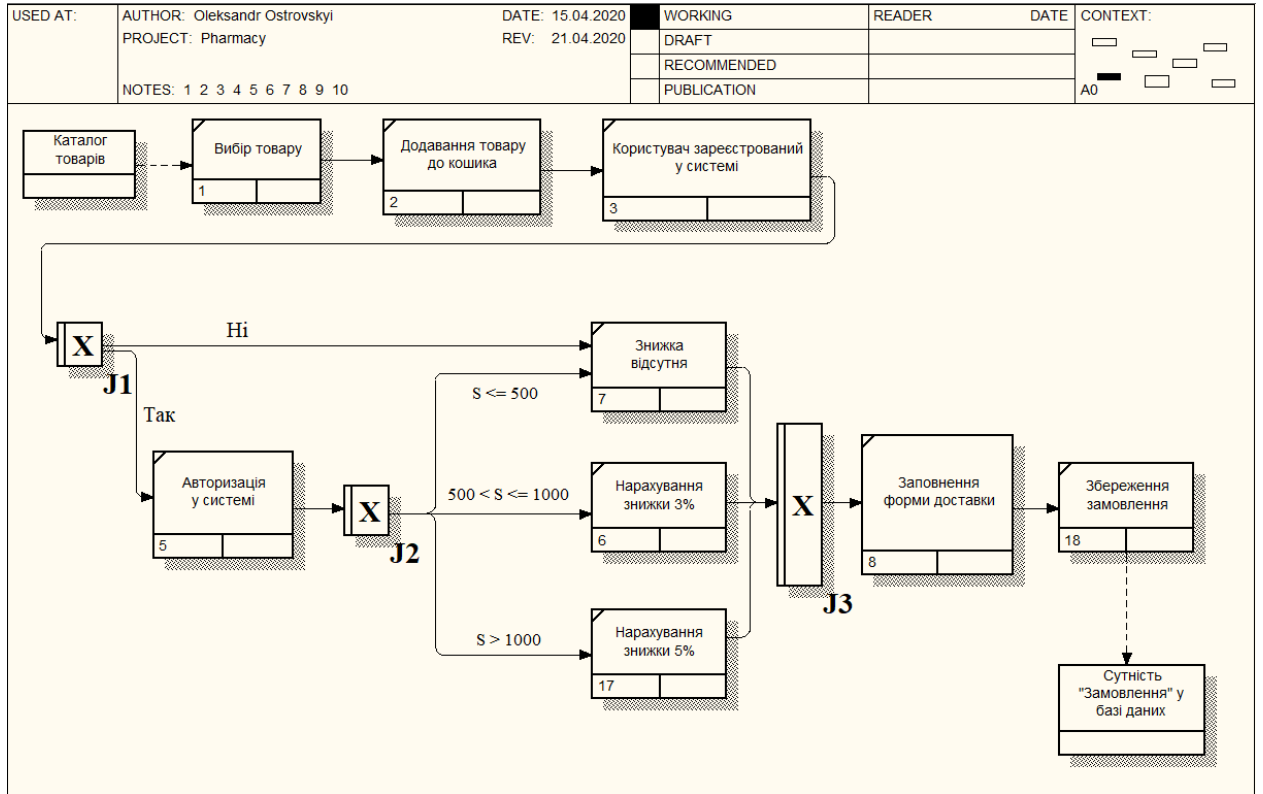 USED AT:
AUTHOR: Oleksandr Ostrovskyi
DATE: 15.04.2020
PROJECT: Pharmacy
REV: 21.04.2020
NOTES: 1 2 3 4 5 6 7 8 9 10
WORKING
DRAFT
RECOMMENDED
PUBLICATION
READER
DATE
CONTEXT:
A0
Каталог
товарів
Вибір товару
1
Додавання товару
до кошика
2
Користувач зареєстрований
у системі
3
X
J1
Ні
Так
Авторизація
у системі
5
X
J2
S <= 500
500 < S <= 1000
S > 1000
Знижка
відсутня
7
Нарахування
знижки 3%
6
Нарахування
знижки 5%
17
X
J3
Заповнення
форми доставки
8
Збереження
замовлення
18
Сутність
"Замовлення" у
базі даних